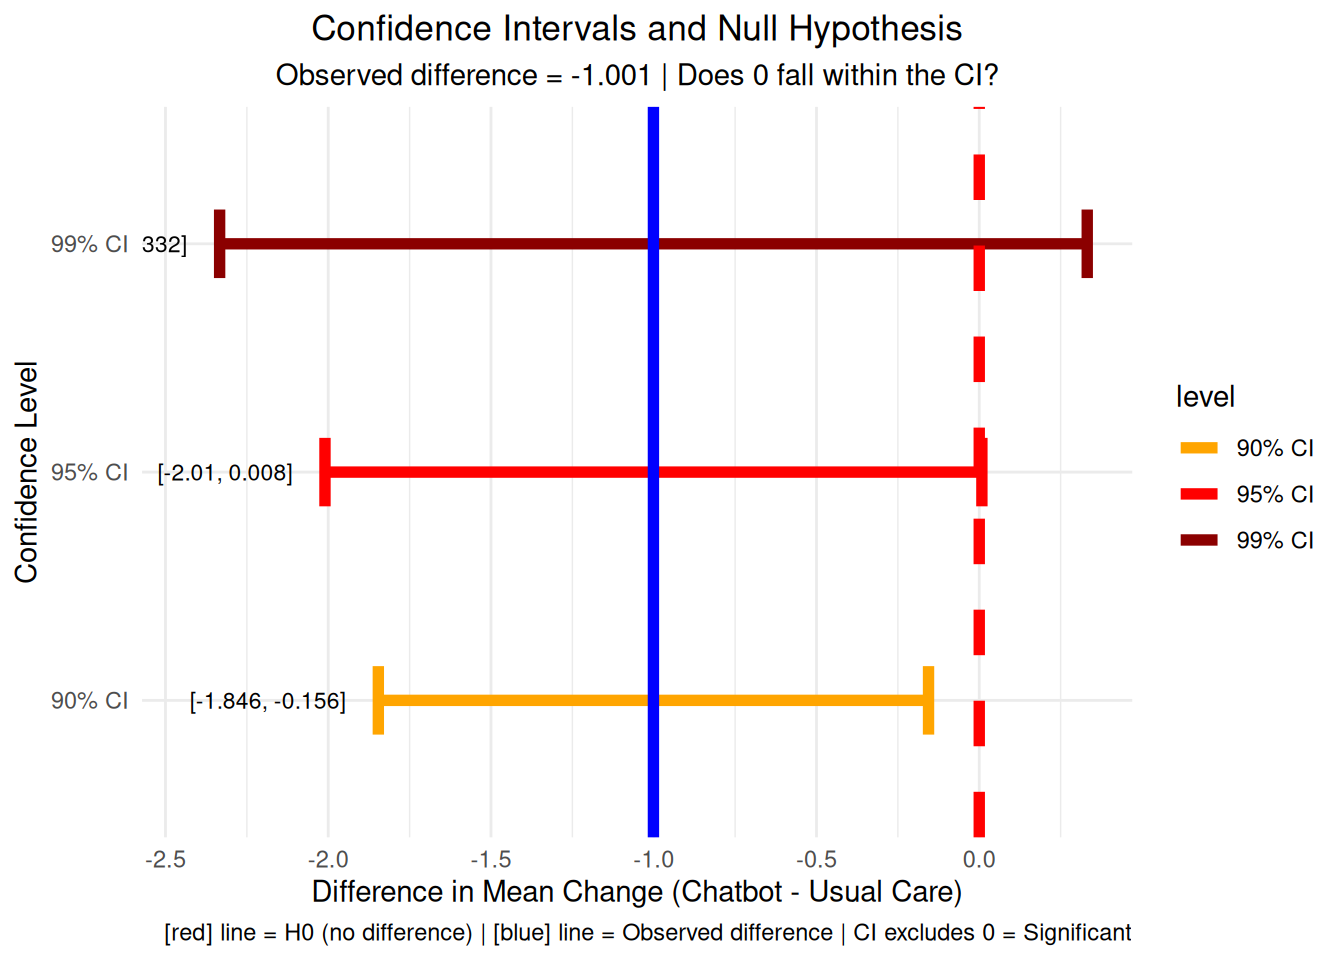 Confidence Intervals and Null Hypothesis
Observed difference = -1.001 | Does 0 fall within the CI?
Confidence Level
99% CI
332]
95% CI
[-2.01, 0.008]
90% CI
[-1.846, -0.156]
-2.5 -2.0 -1.5 -1.0 -0.5 0.0
Difference in Mean Change (Chatbot - Usual Care)
[red] line = H0 (no difference) | [blue] line = Observed difference | CI excludes 0 = Significant
level
90% CI
95% CI
99% CI